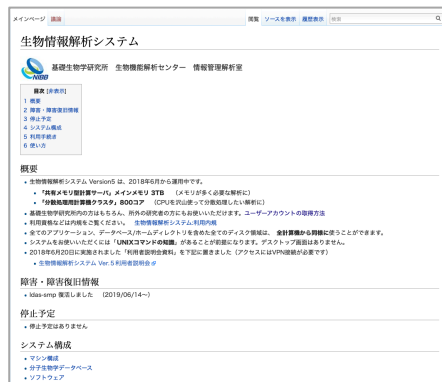 メインページ 議論 閲覧 ソースを表示 履歴表示 検索
生物情報解析システム
NIBB 基礎生物学研究所 生物機能解析センター 情報管理解析室
目次 [非表示]
1 概要
2 障害・障害復旧情報
3 停止予定
4 システム構成
5 利用手続き
6 使い方
概要
• 生物情報解析システム Version5 は、2018年6月から運用中です。
• 「共有メモリ型計算サーバ」メインメモリ 3TB (メモリが多く必要な解析に)
• 「分散処理用計算機クラスタ」800コア (CPUを沢山使って分散処理したい解析に)
• 基礎生物学研究所内の方はもちろん、所外の研究者の方にもお使いいただけます。ユーザーアカウントの取得方法
• 利用資格などは内規をご覧ください。 生物情報解析システム:利用内規
• 全てのアプリケーション、データベース/ホームディレクトリを含めた全てのディスク領域は、全計算機から同様に使うことができます。
• システムをお使いいただくには「UNIXコマンドの知識」があることが前提になります。デスクトップ画面はありません。
• 2018年6月20日に実施されました「利用者説明会資料」を下記に置きました(アクセスにはVPN接続が必要です)
• 生物情報解析システム Ver.5 利用者説明会
障害・障害復旧情報
• ldas-smp 復活しました (2019/06/14〜)
停止予定
• 停止予定はありません
システム構成
• マシン構成
• 分子生物学データベース
• ソフトウェア